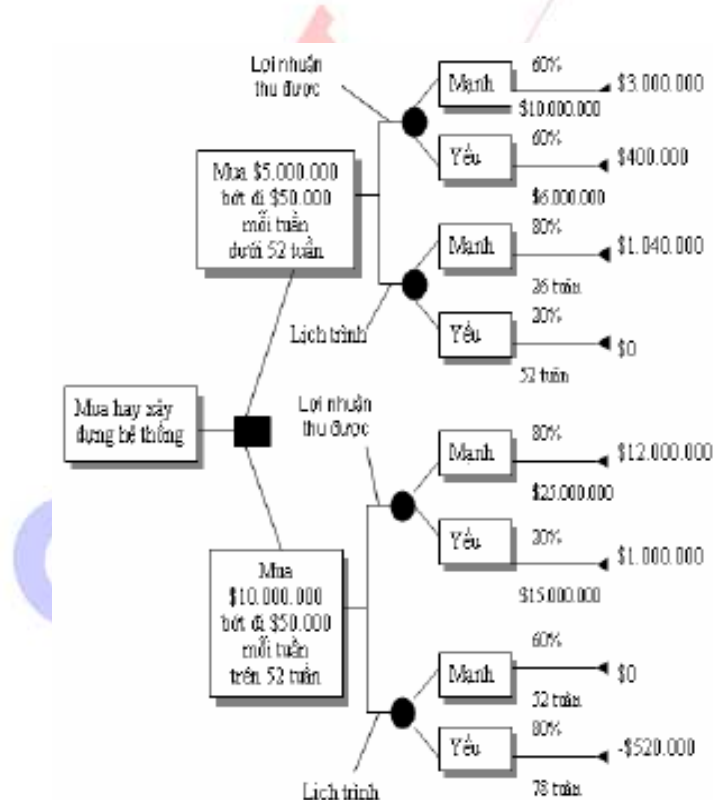 Lợi nhuận
thu được
Mạnh
60%
$3.000.000
$10.000.000
Yếu
60%
$400.000
$6.000.000
Mua $5.000.000
bớt đi $50.000
mỗi tuần
dưới 52 tuần
Mạnh
80%
$1.040.000
26 tuần
Lịch trình
Yếu
20%
$0
52 tuần
Mua hay xây
dựng hệ thống
Lợi nhuận
thu được
Mạnh
80%
$12.000.000
$25.000.000
Yếu
20%
$1.000.000
$15.000.000
Mua
$10.000.000
bớt đi $50.000
mỗi tuần
trên 52 tuần
Mạnh
60%
$0
52 tuần
Yếu
80%
-$520.000
78 tuần
Lịch trình